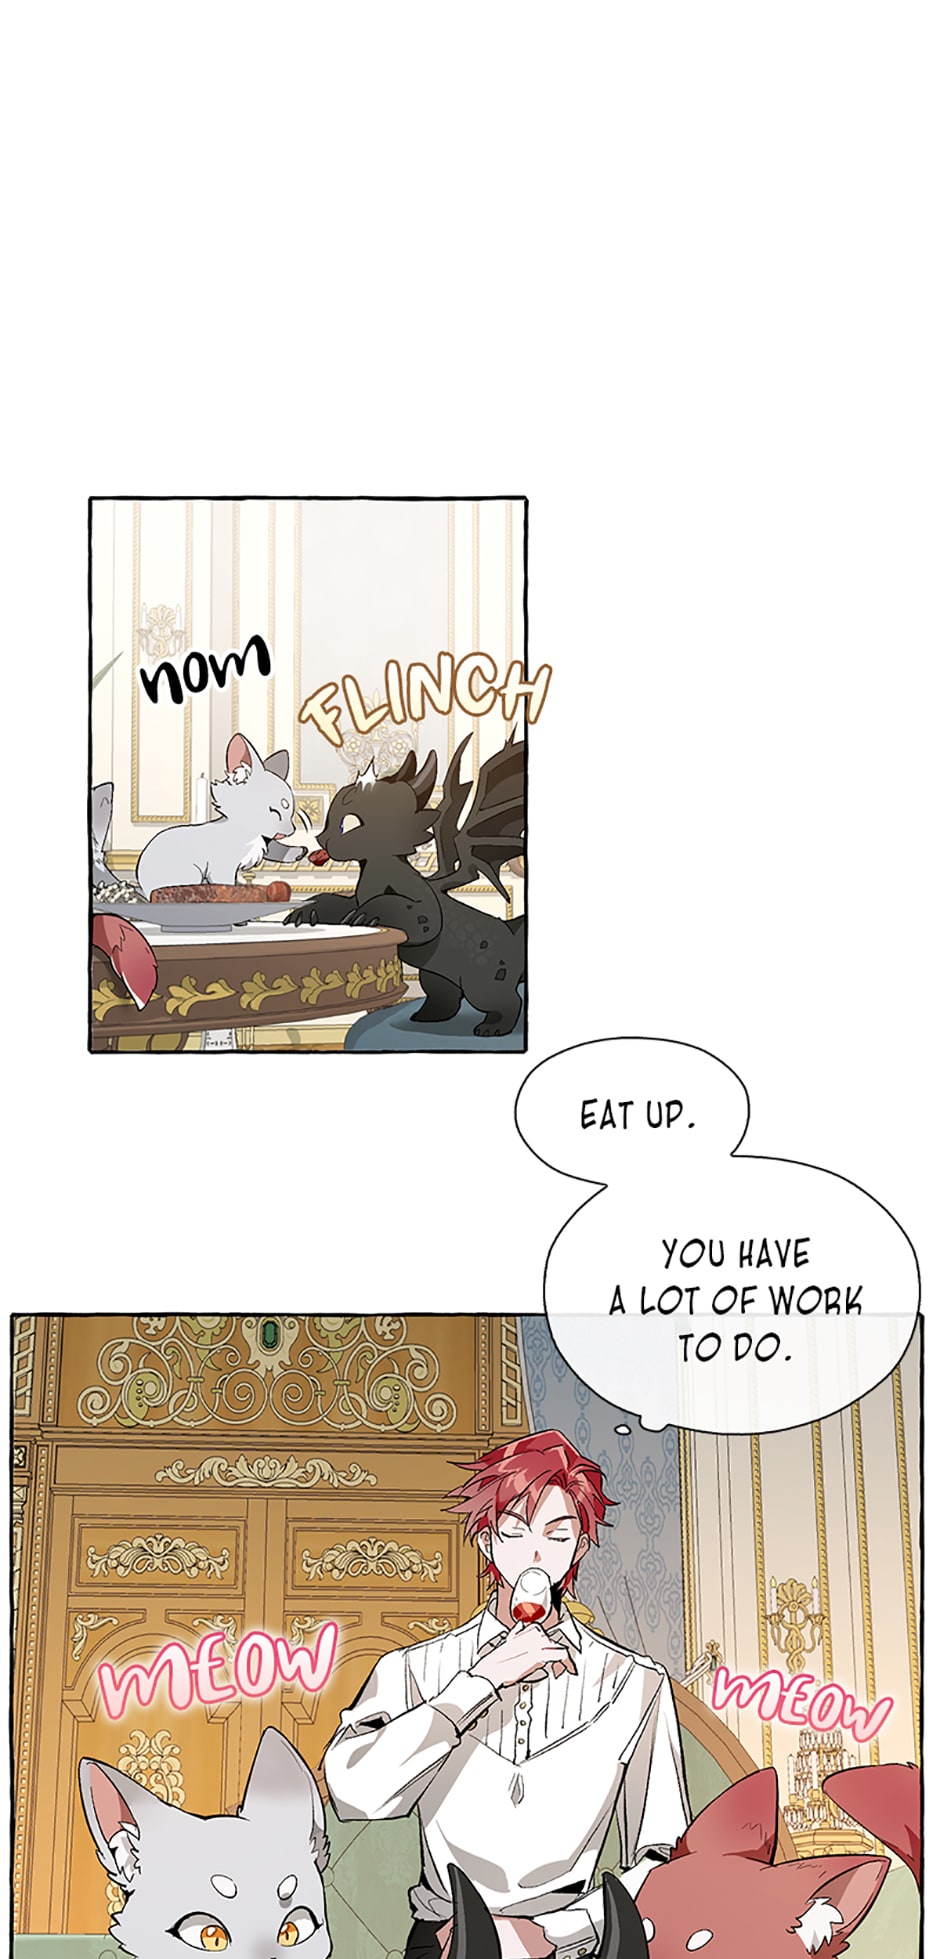 nom
FLINCH
EAT UP.
YOU HAVE
A LOT OF WORK
TO DO.
MEOW
MEOW